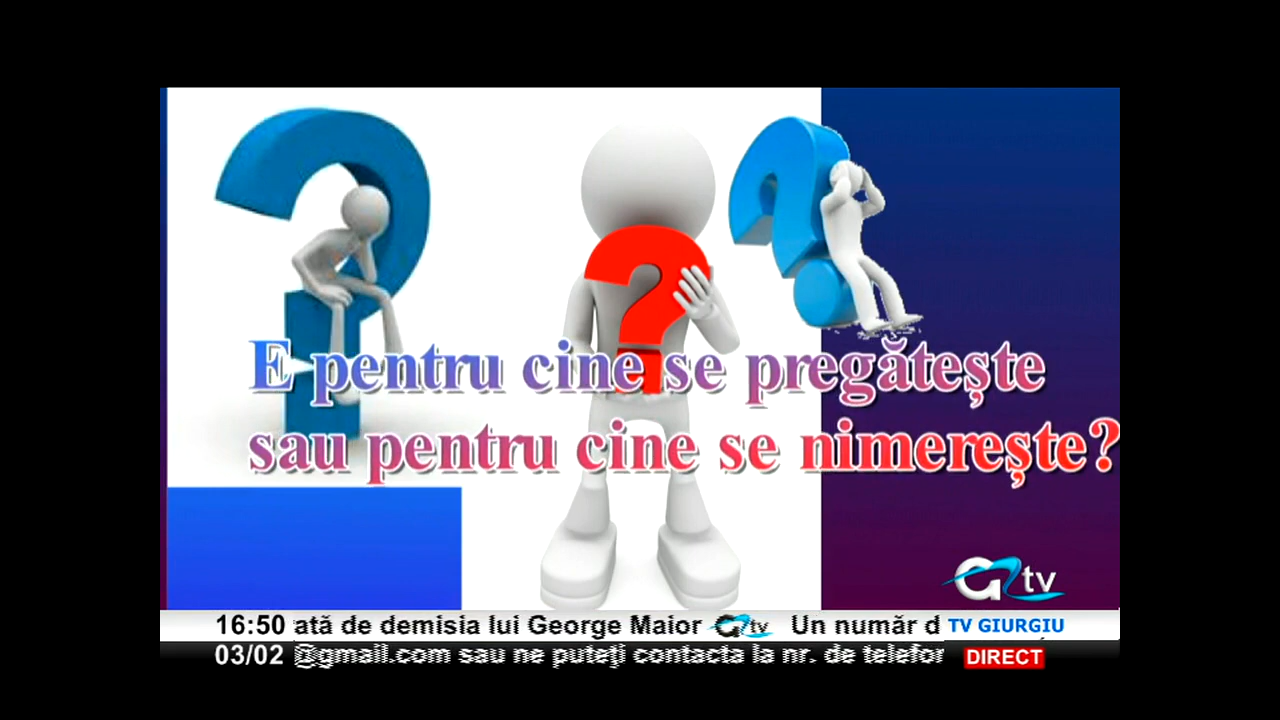 E pentru cine se pregătește
sau pentru cine se nimerește?
tv
16:50 ată de demisia lui George Maior tv Un număr d TV GIURGIU
03/02 @gmail.com sau ne puteți contacta la nr. de telefon DIRECT